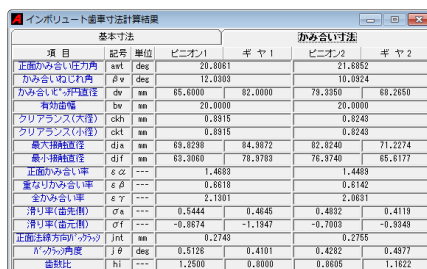 インボリュート歯車寸法計算結果
基本寸法 かみ合い寸法
項 目 記号 単位 ピニオン1 ギ ヤ 1 ピニオン2 ギ ヤ 2
正面かみ合い圧力角 αwt deg 20.8061 21.6852
かみ合いねじれ角 βw deg 12.0303 10.0924
かみ合いピッチ円直径 dw mm 65.6000 82.0000 79.3350 68.2650
有効歯幅 bw mm 20.0000 20.0000
クリアランス(大径) ckh mm 0.8915 0.8243
クリアランス(小径) ckt mm 0.8915 0.8243
最大接触直径 dja mm 69.8298 84.9872 82.8240 71.2274
最小接触直径 djf mm 63.3060 78.9783 76.9740 65.6177
正面かみ合い率 εα --- 1.4683 1.4489
重なりかみ合い率 εβ --- 0.6618 0.6142
全かみ合い率 εγ --- 2.1301 2.0631
滑り率(歯先側) σa --- 0.5444 0.4645 0.4832 0.4119
滑り率(歯元側) σf --- -0.8674 -1.1947 -0.7003 -0.9349
正面法線方向バックラッシ jnt mm 0.2743 0.2755
バックラッシ角度 jθ deg 0.5126 0.4101 0.4282 0.4977
歯数比 hi --- 1.2500 0.8000 0.8605 1.1622